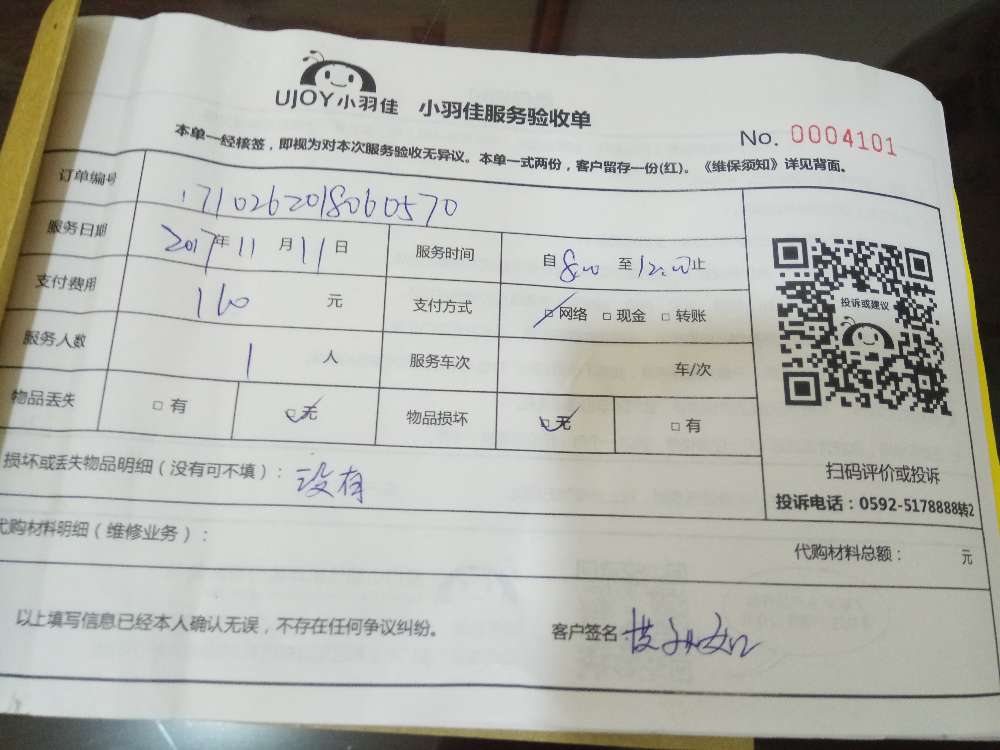 UJOY小羽佳 小羽佳服务验收单
No. 0004101
本单一经核签，即视为对本次服务验收无异议。本单一式两份，客户留存一份(红)。《维保须知》详见背面。
订单编号 1710262018060570
服务日期 2017年11月11日 服务时间 自8:00至12:00止
支付费用 160元 支付方式 □网络 □现金 □转账
服务人数 1人 服务车次 车/次
物品丢失 □有 □无 物品损坏 □无 □有
投诉或建议
扫码评价或投诉
投诉电话：0592-5178888转2
损坏或丢失物品明细（没有可不填）：没有
代购材料明细（维修业务）：
代购材料总额： 元
以上填写信息已经本人确认无误，不存在任何争议纠纷。
客户签名